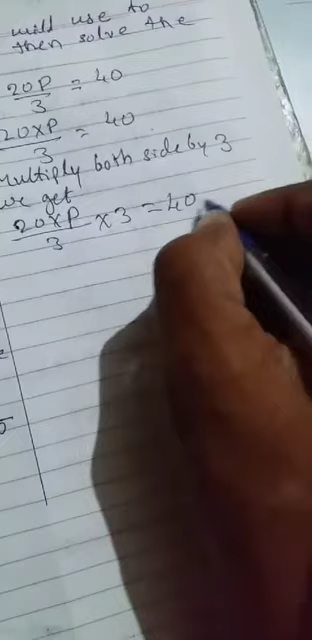 will use to
then solve the
20P/3 = 40
20×P/3 = 40
Multiply both side by 3
we get
20×P/3 × 3 = 40